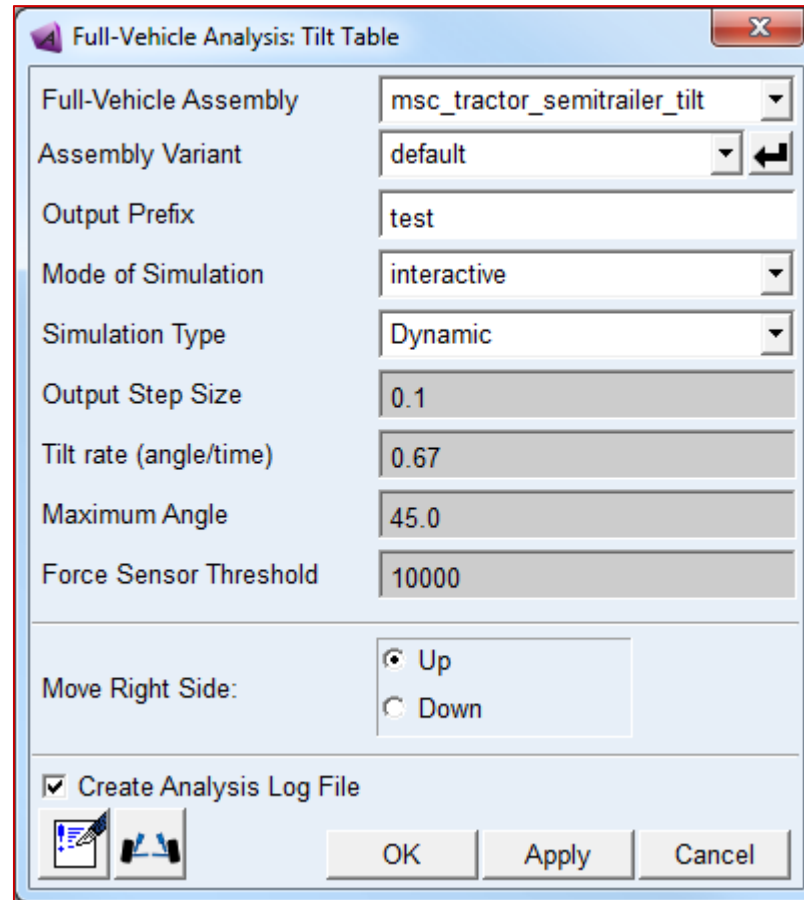 Full-Vehicle Analysis: Tilt Table
Full-Vehicle Assembly msc_tractor_semitrailer_tilt
Assembly Variant default
Output Prefix test
Mode of Simulation interactive
Simulation Type Dynamic
Output Step Size 0.1
Tilt rate (angle/time) 0.67
Maximum Angle 45.0
Force Sensor Threshold 10000
Up
Move Right Side:
Down
Create Analysis Log File
OK Apply Cancel